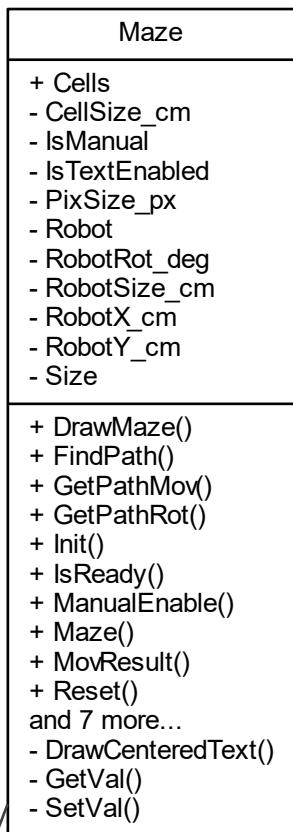 Maze
+ Cells
- CellSize_cm
- IsManual
- IsTextEnabled
- PixSize_px
- Robot
- RobotRot_deg
- RobotSize_cm
- RobotX_cm
- RobotY_cm
- Size
+ DrawMaze()
+ FindPath()
+ GetPathMov()
+ GetPathRot()
+ Init()
+ IsReady()
+ ManualEnable()
+ Maze()
+ MovResult()
+ Reset()
and 7 more...
- DrawCenteredText()
- GetVal()
- SetVal()